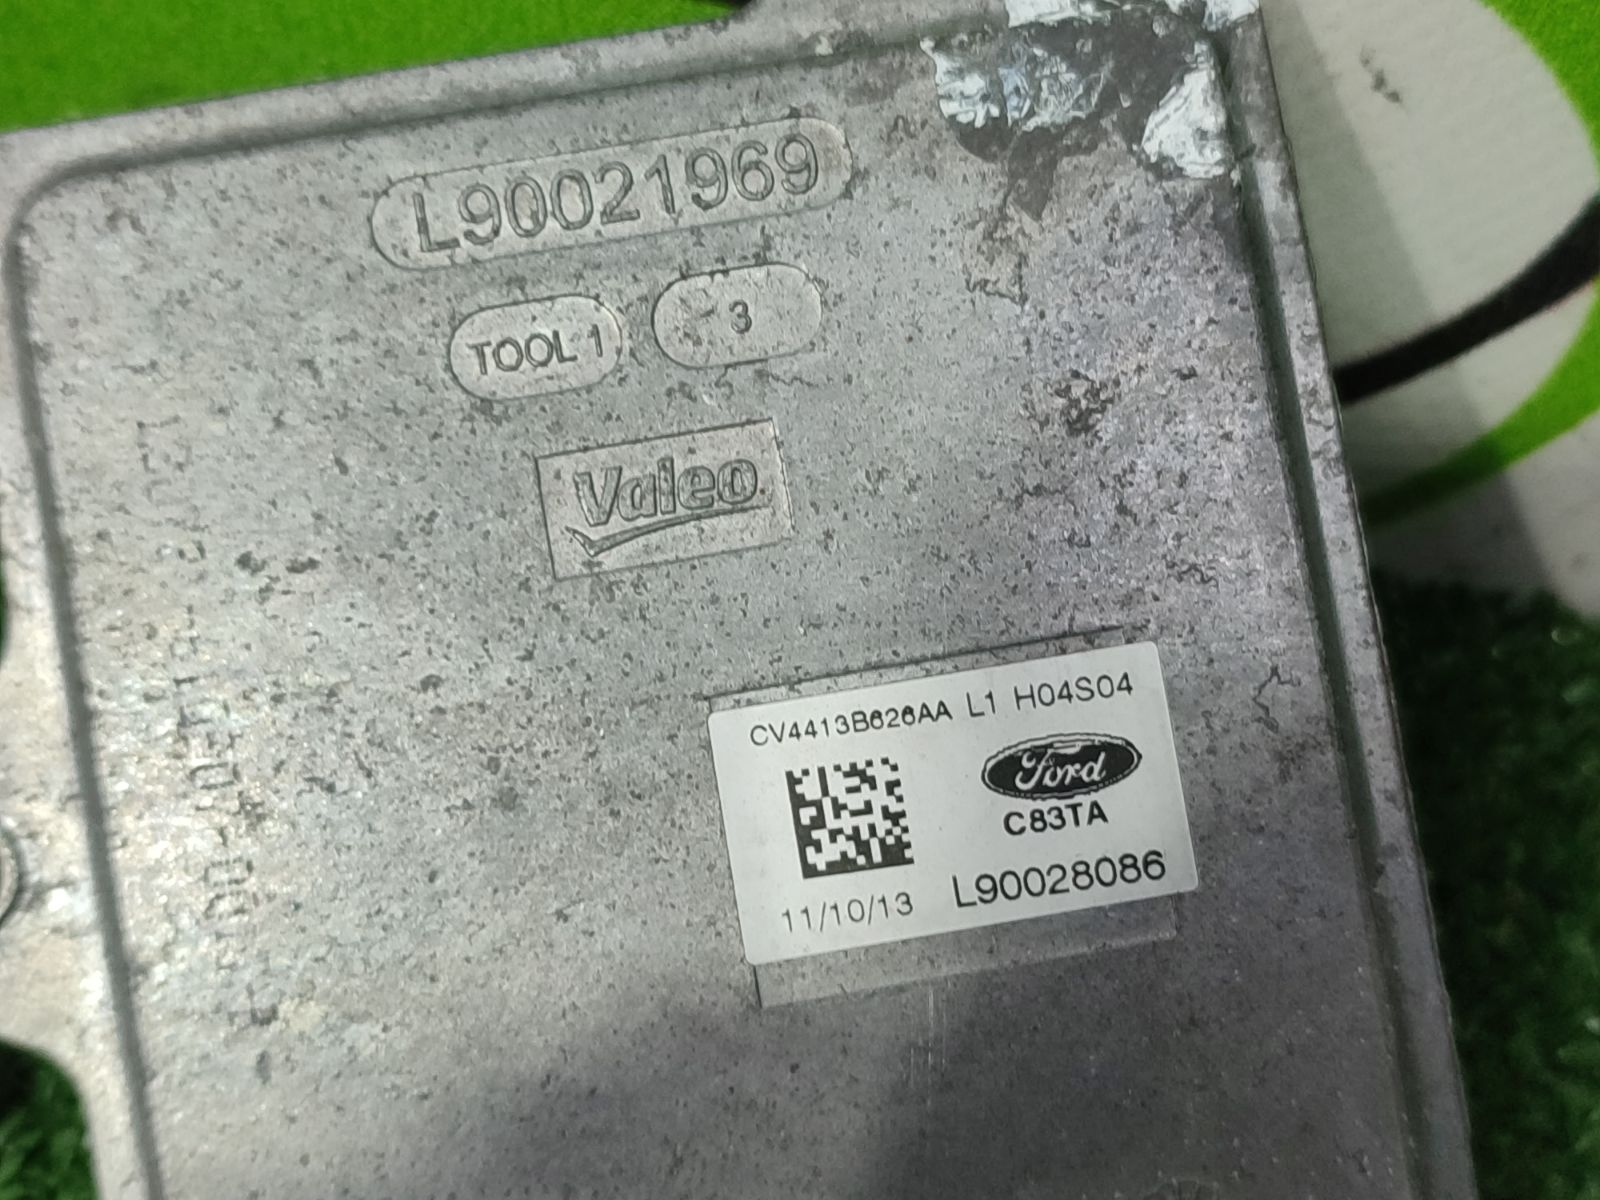 L90021969
TOOL 1
3
Valeo
CV4413B626AA L1 H04S04
Ford
C83TA
11/10/13 L90028086